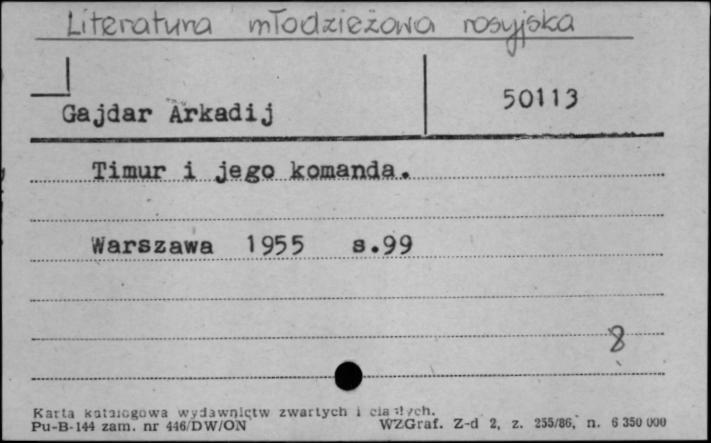 Literatura młodzieżowa rosyjska
50113
Gajdar Arkadij
Timur i jego komanda.
Warszawa 1955 s.99
8
Karta katalogowa wydawnictw zwartych i ciągłych.
Pu-B-144 zam. nr 446/DW/ON WZGraf. Z-d 2, z. 255/86, n. 6 350 000